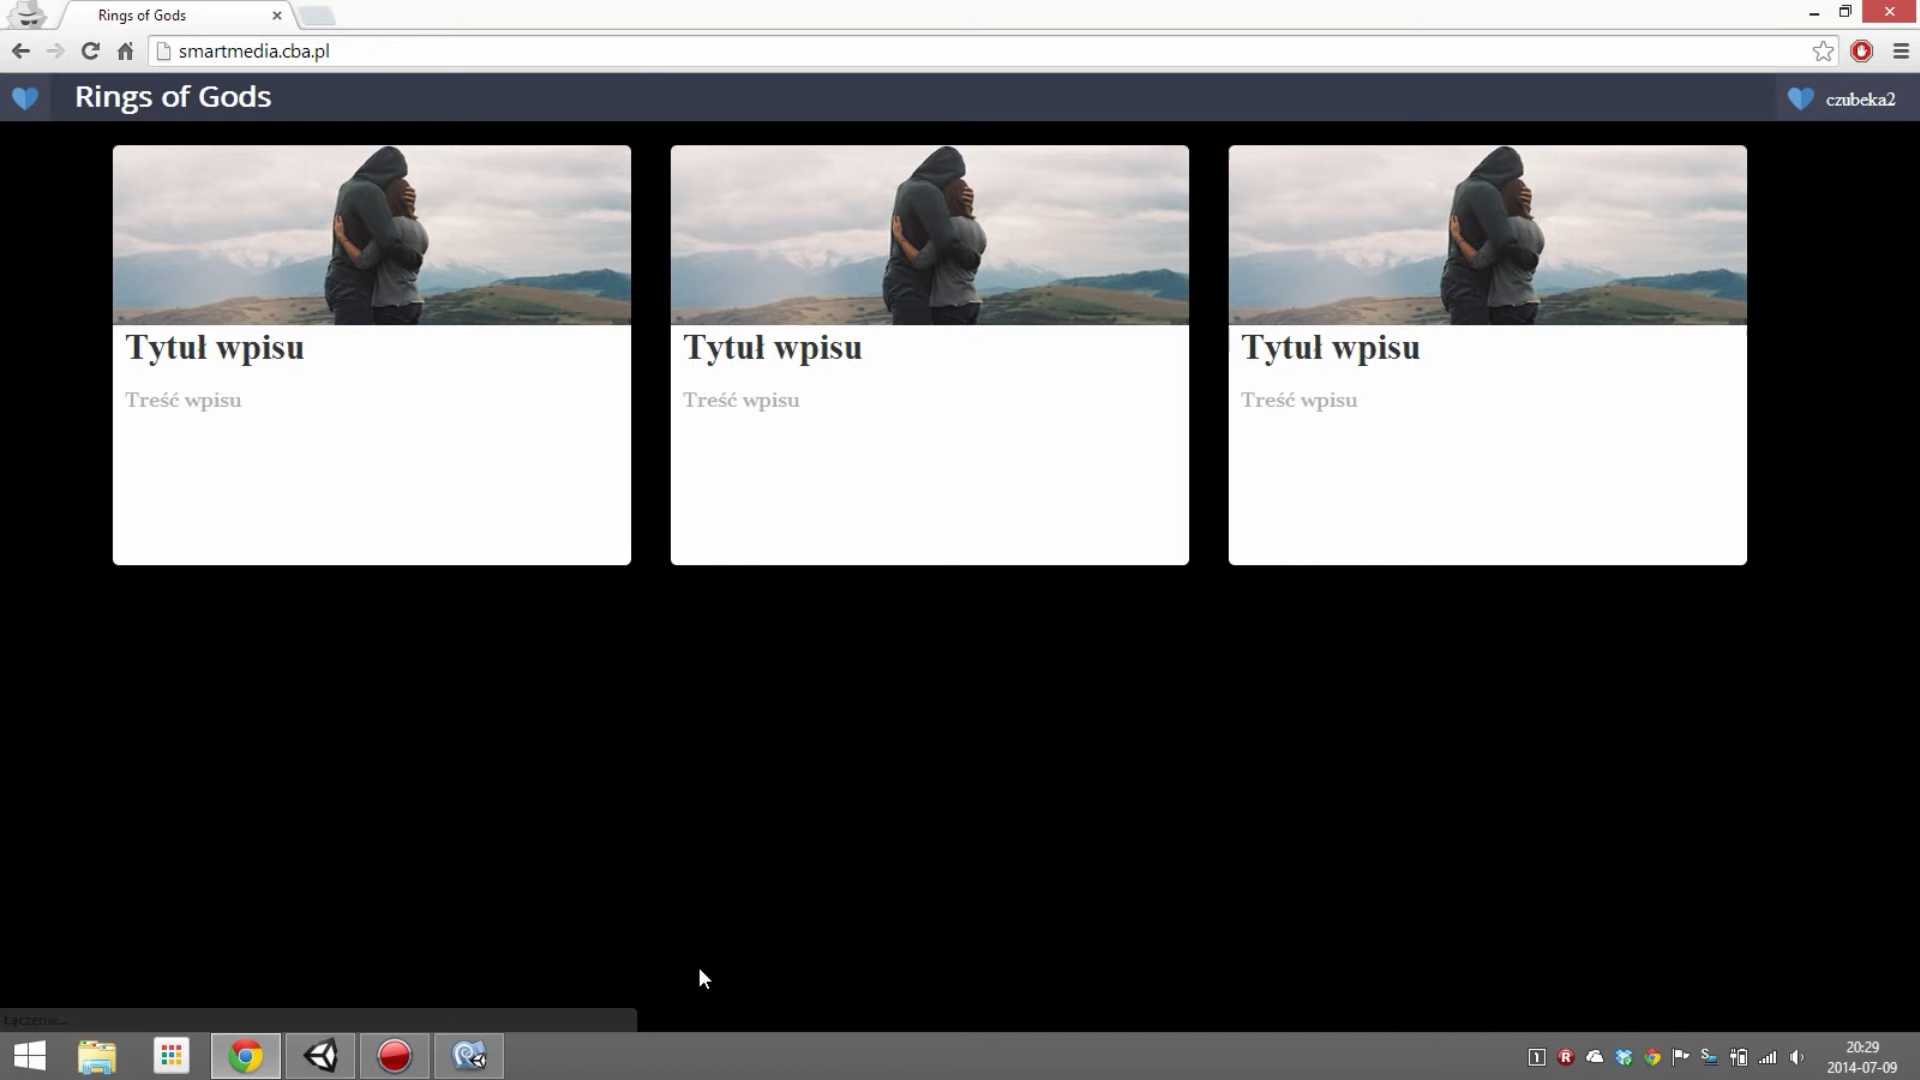 Rings of Gods
smartmedia.cba.pl
Rings of Gods
czubeka2
Tytuł wpisu
Treść wpisu
Tytuł wpisu
Treść wpisu
Tytuł wpisu
Treść wpisu
Łączenie...
20:29
2014-07-09